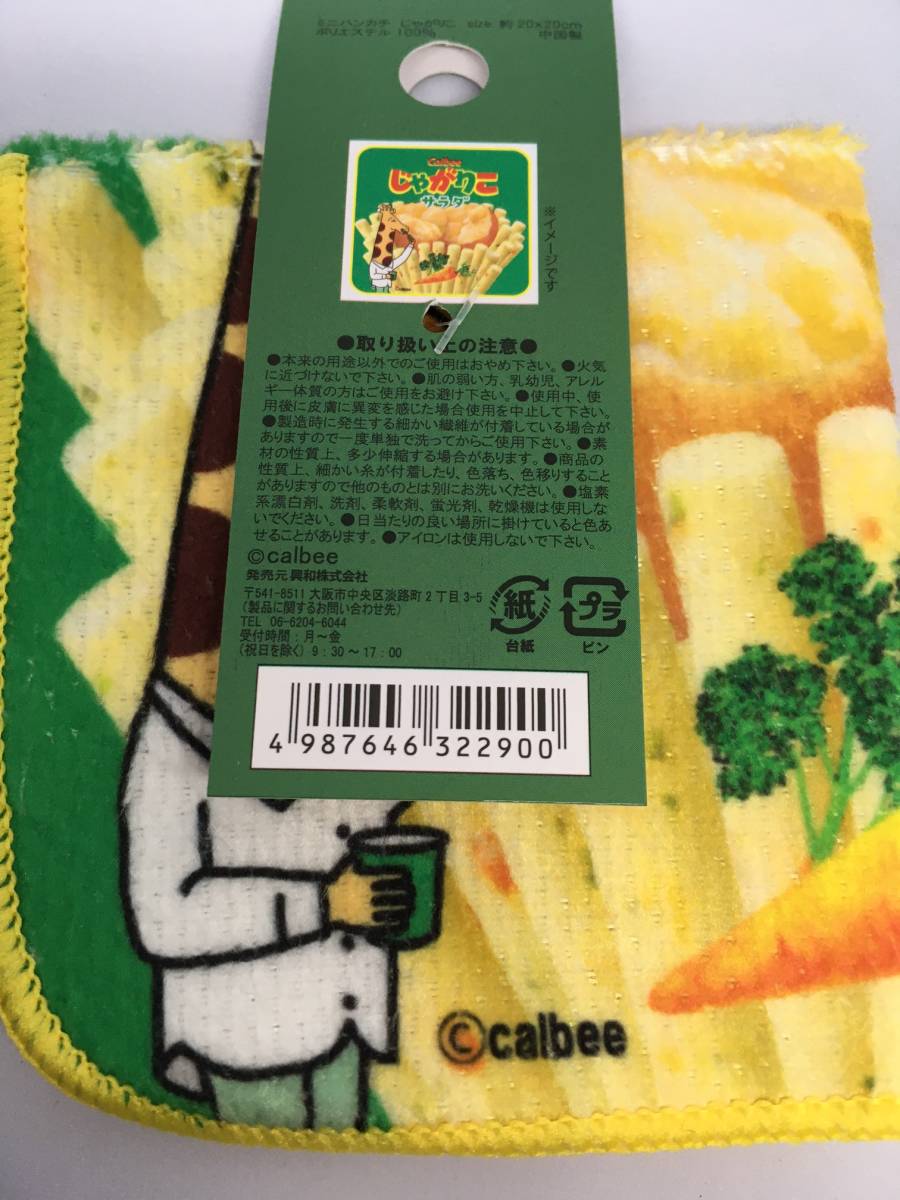 ミニハンカチ じゃがりこ size 約20×20cm
ポリエステル 100% 中国製
Calbee
じゃがりこ
サラダ
※イメージです
●取り扱い上の注意●
●本来の用途以外でのご使用はおやめ下さい。●火気
に近づけないで下さい。●肌の弱い方、乳幼児、アレル
ギー体質の方はご使用をお避け下さい。●使用中、使
用後に皮膚に異変を感じた場合使用を中止して下さい。
●製造時に発生する細かい繊維が付着している場合が
ありますので一度単独で洗ってからご使用下さい。●素
材の性質上、多少伸縮する場合があります。●商品の
性質上、細かい糸が付着したり、色落ち、色移りすること
がありますので他のものとは別にお洗いください。●塩素
系漂白剤、洗剤、柔軟剤、蛍光剤、乾燥機は使用しな
いでください。●日当たりの良い場所に掛けていると色あ
せることがあります。●アイロンは使用しないで下さい。
©calbee
発売元 興和株式会社
〒541-8511 大阪市中央区淡路町2丁目3-5
(製品に関するお問い合わせ先)
TEL 06-6204-6044
受付時間：月～金
(祝日を除く) 9：30～17：00
紙
台紙
プラ
ピン
4 987646 322900
©calbee